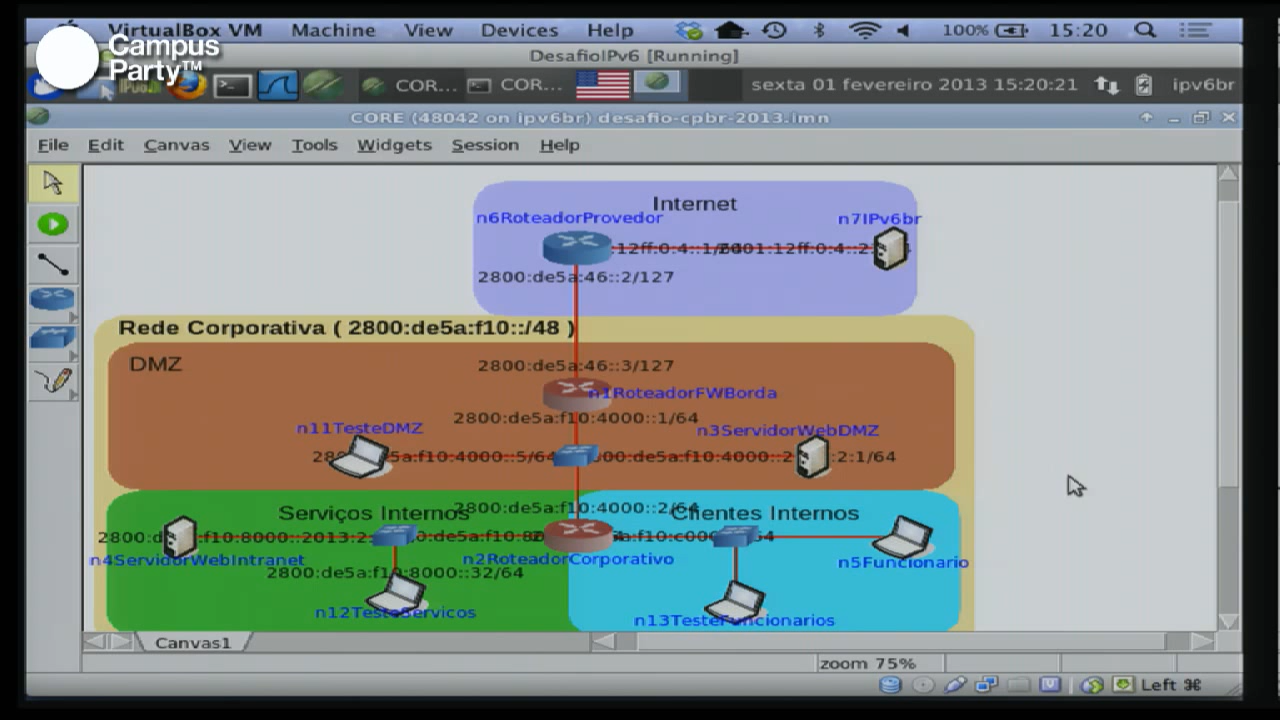 VirtualBox VM Machine View Devices Help 100% 15:20
Campus
Party™
DesafioIPv6 [Running]
COR... COR... sexta 01 fevereiro 2013 15:20:21 ipv6br
CORE (48042 on ipv6br) desafio-cpbr-2013.imn
File Edit Canvas View Tools Widgets Session Help
Internet
n6RoteadorProvedor n7IPv6br
2800:de5a:46::2/127
Rede Corporativa ( 2800:de5a:f10::/48 )
DMZ
2800:de5a:46::3/127
n1RoteadorFWBorda
2800:de5a:f10:4000::1/64
n11TesteDMZ n3ServidorWebDMZ
2800:de5a:f10:4000::2/64
Serviços Internos Clientes Internos
n4ServidorWebIntranet n2RoteadorCorporativo n5Funcionario
2800:de5a:f10:8000::32/64
n12TesteServicos n13TesteFuncionarios
Canvas1
zoom 75%
Left ⌘